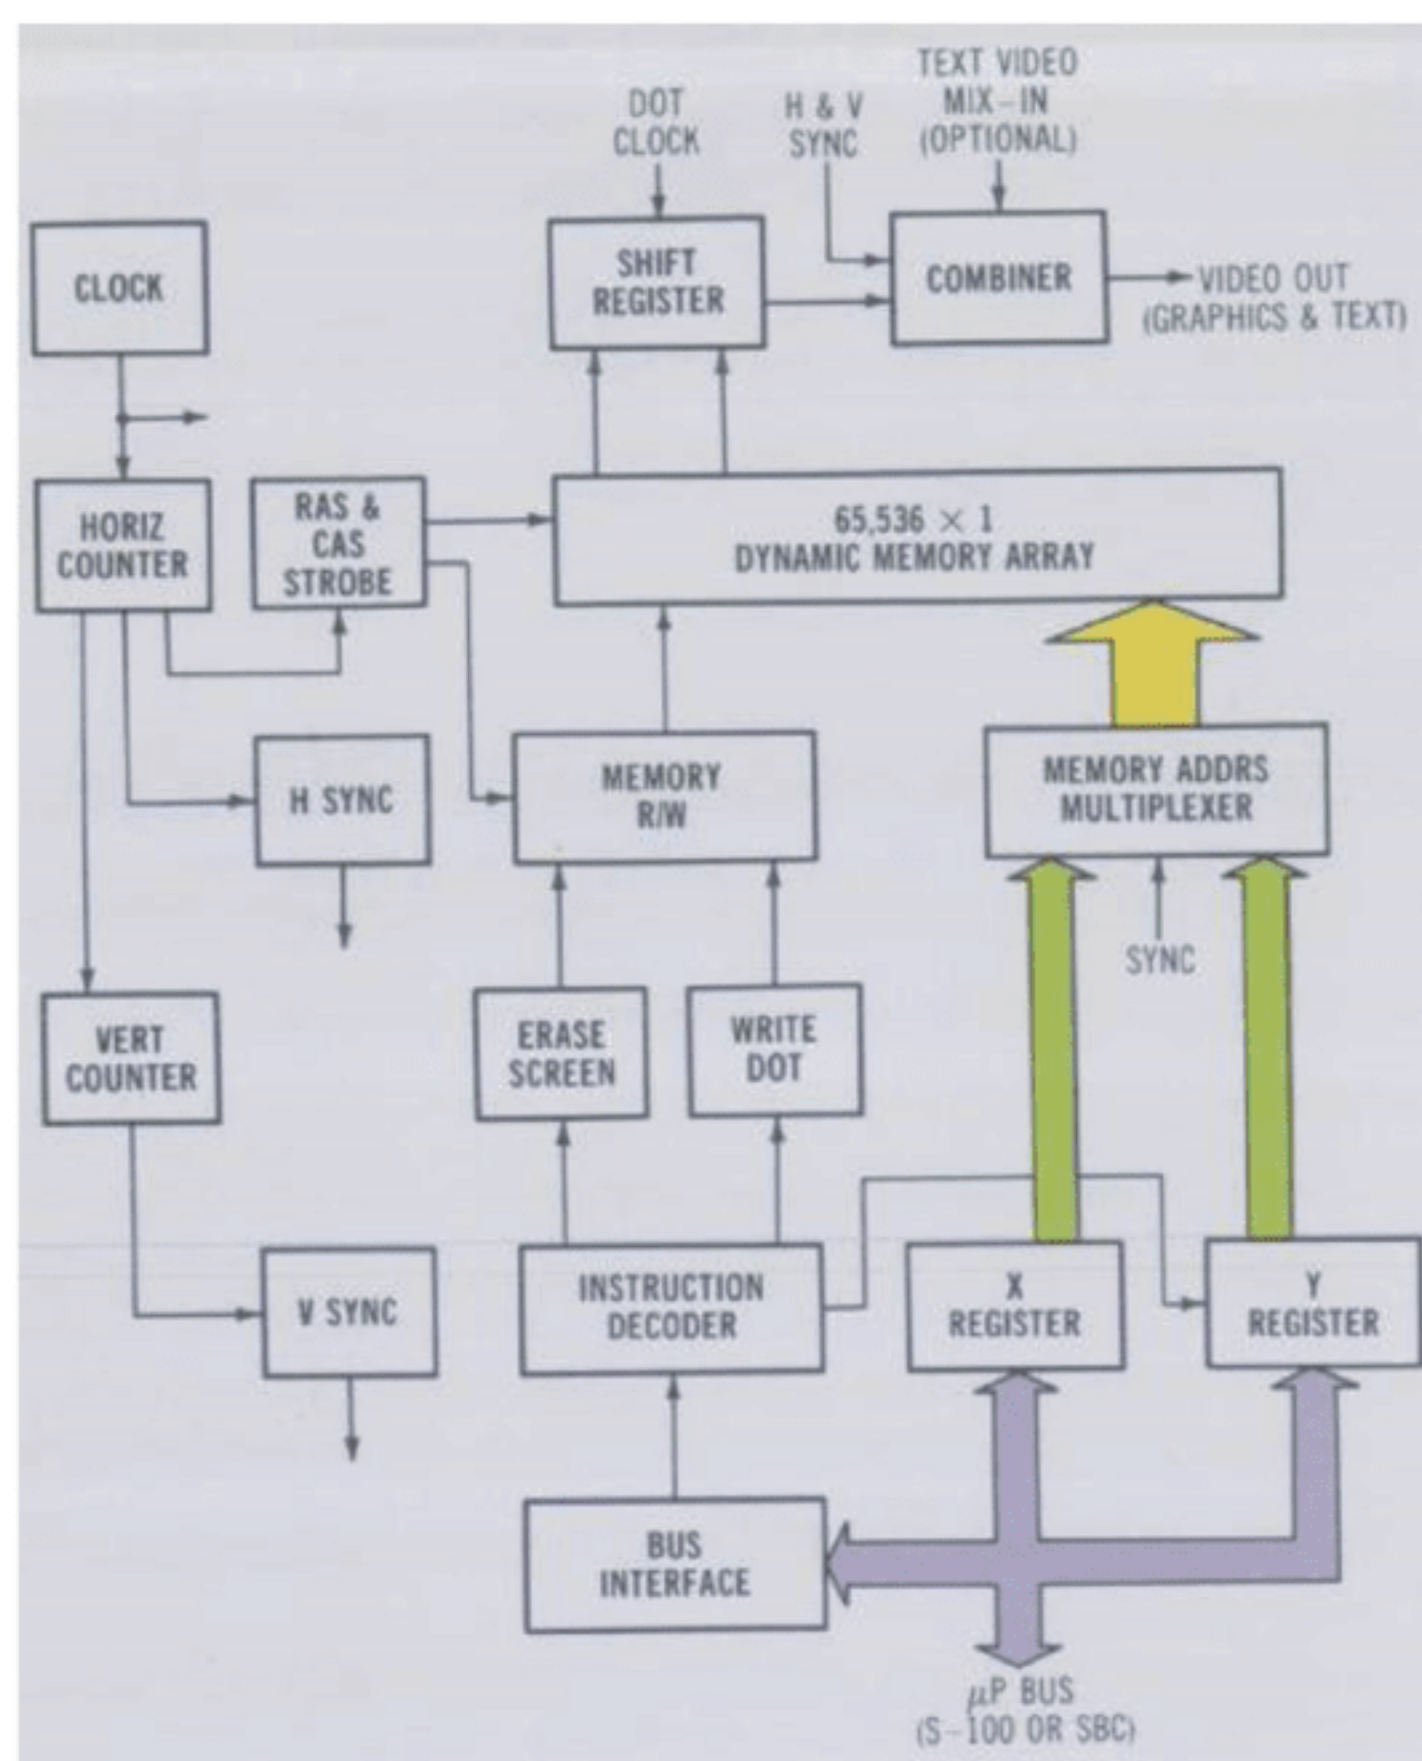 TEXT VIDEO
MIX-IN
(OPTIONAL)
DOT
CLOCK
H & V
SYNC
CLOCK
SHIFT
REGISTER
COMBINER
VIDEO OUT
(GRAPHICS & TEXT)
HORIZ
COUNTER
RAS &
CAS
STROBE
65,536 × 1
DYNAMIC MEMORY ARRAY
H SYNC
MEMORY
R/W
MEMORY ADDRS
MULTIPLEXER
SYNC
VERT
COUNTER
ERASE
SCREEN
WRITE
DOT
V SYNC
INSTRUCTION
DECODER
X
REGISTER
Y
REGISTER
BUS
INTERFACE
µP BUS
(S-100 OR SBC)